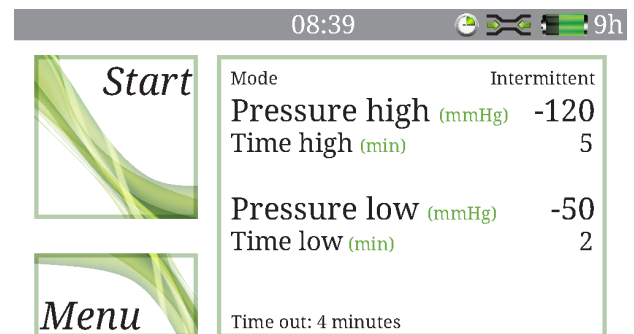 08:39 9h
Start
Menu
Mode Intermittent
Pressure high (mmHg) -120
Time high (min) 5
Pressure low (mmHg) -50
Time low (min) 2
Time out: 4 minutes